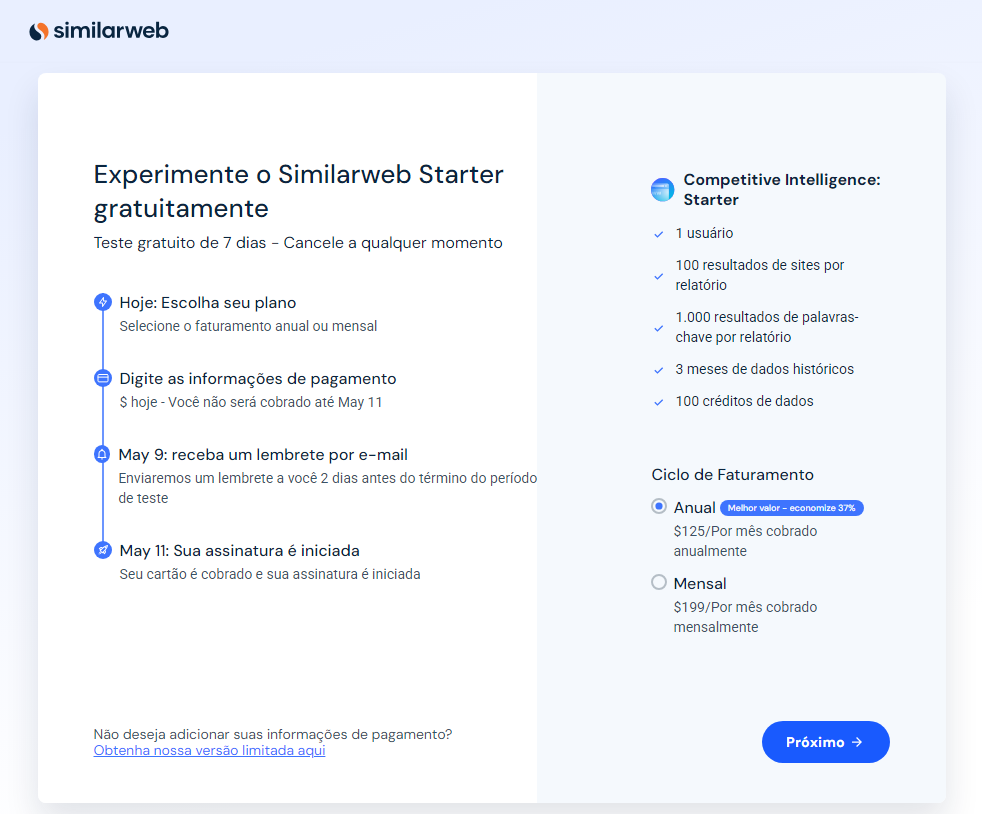 similarweb
Experimente o Similarweb Starter
gratuitamente
Teste gratuito de 7 dias - Cancele a qualquer momento
Hoje: Escolha seu plano
Selecione o faturamento anual ou mensal
Digite as informações de pagamento
$ hoje - Você não será cobrado até May 11
May 9: receba um lembrete por e-mail
Enviaremos um lembrete a você 2 dias antes do término do período
de teste
May 11: Sua assinatura é iniciada
Seu cartão é cobrado e sua assinatura é iniciada
Não deseja adicionar suas informações de pagamento?
Obtenha nossa versão limitada aqui
Competitive Intelligence:
Starter
1 usuário
100 resultados de sites por
relatório
1.000 resultados de palavras-
chave por relatório
3 meses de dados históricos
100 créditos de dados
Ciclo de Faturamento
Anual Melhor valor - economize 37%
$125/Por mês cobrado
anualmente
Mensal
$199/Por mês cobrado
mensalmente
Próximo →